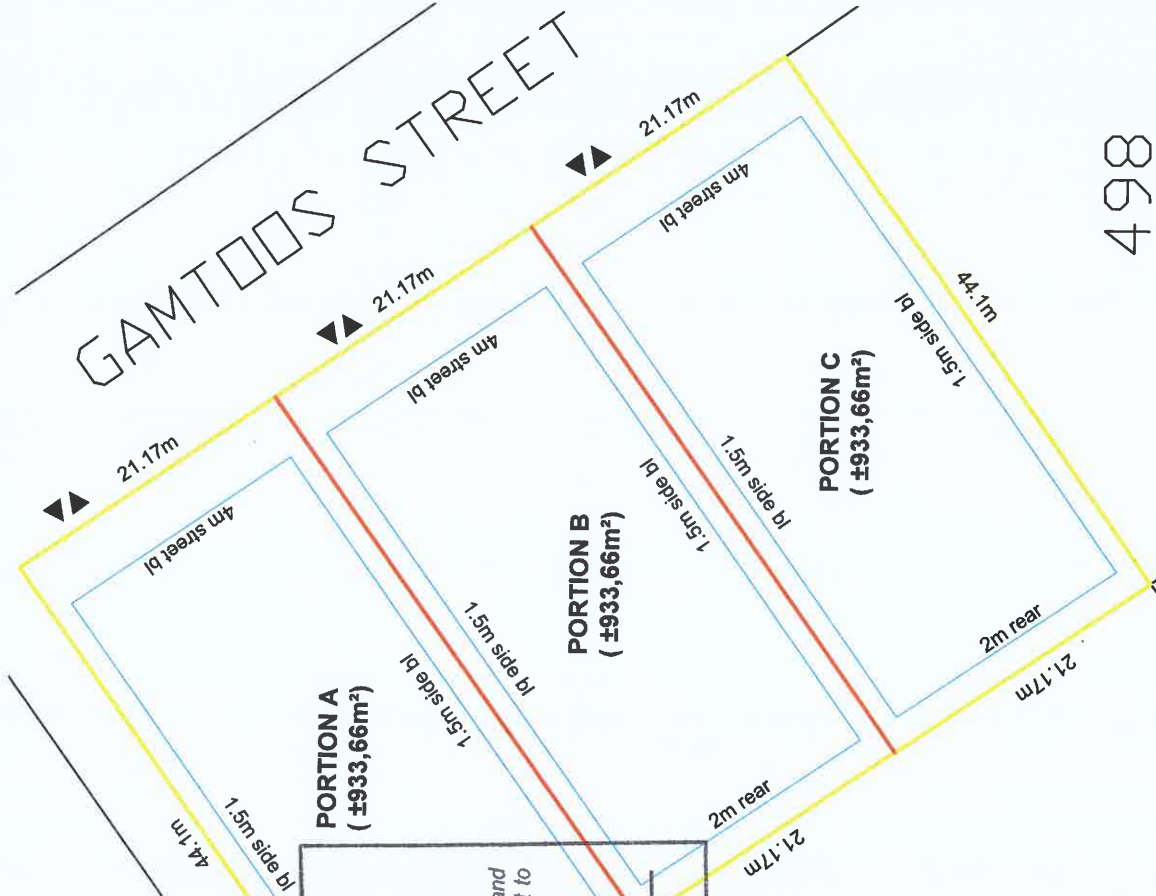 GAMTOOS STREET
21.17m
21.17m
21.17m
4m street bl
4m street bl
4m street bl
498
44.1m
1.5m side bl
PORTION C
( ±933,66m²)
1.5m side bl
2m rear
21.17m
1.5m side bl
PORTION B
( ±933,66m²)
1.5m side bl
2m rear
21.17m
1.5m side bl
PORTION A
( ±933,66m²)
1.5m side bl
44.1m
and
to